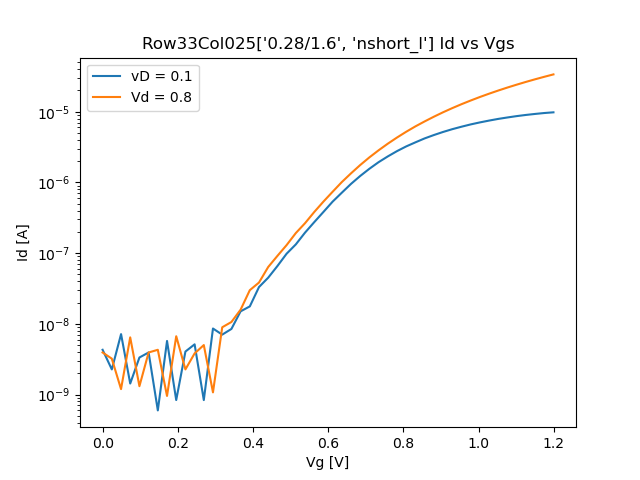 Row33Col025['0.28/1.6', 'nshort_l'] Id vs Vgs
vD = 0.1
Vd = 0.8
Id [A]
10⁻⁵
10⁻⁶
10⁻⁷
10⁻⁸
10⁻⁹
0.0 0.2 0.4 0.6 0.8 1.0 1.2
Vg [V]